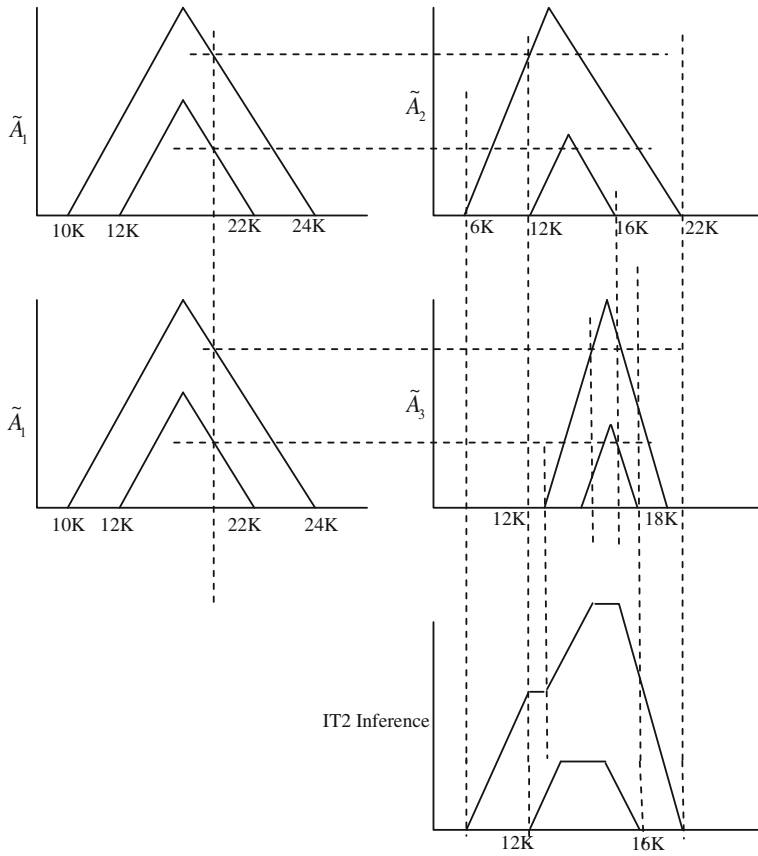 Ã₁
10K 12K 22K 24K
Ã₂
6K 12K 16K 22K
Ã₁
10K 12K 22K 24K
Ã₃
12K 18K
IT2 Inference
12K 16K